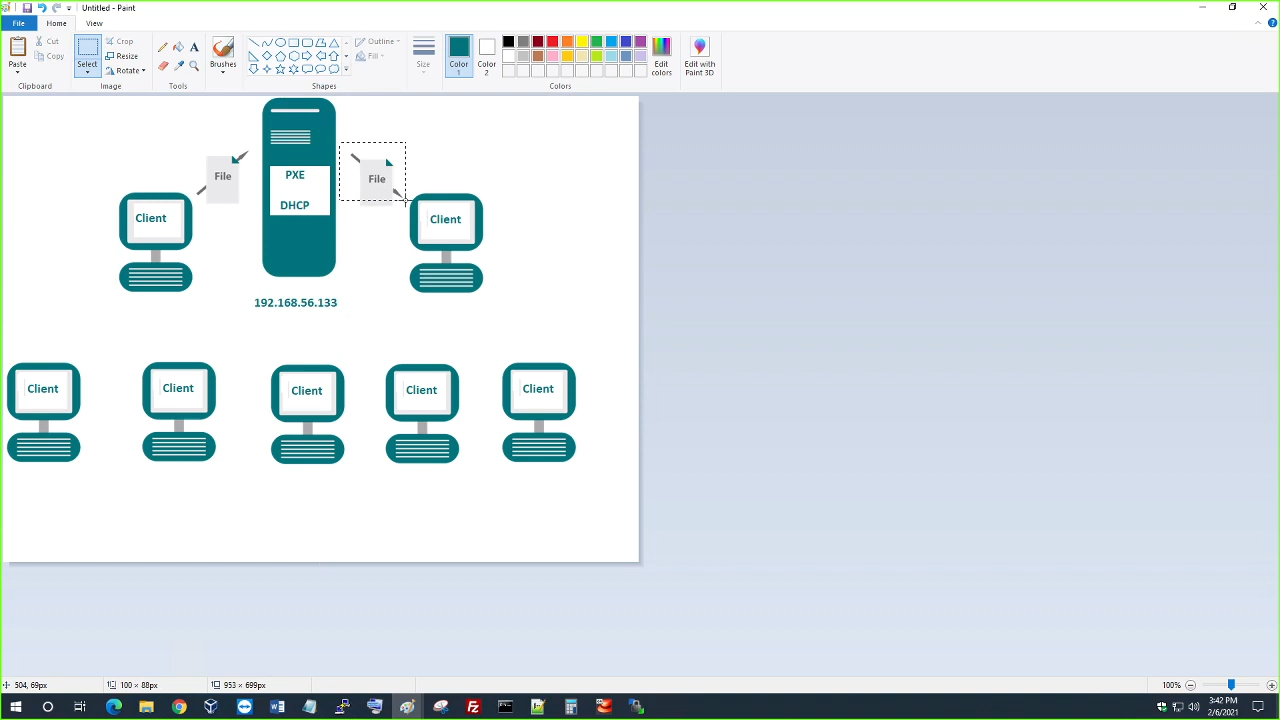 Untitled - Paint
File
Home
View
Paste
Cut
Copy
Clipboard
Select
Crop
Resize
Rotate
Image
A
Tools
Brushes
Shapes
Outline
Fill
Size
Color 1
Color 2
Edit colors
Colors
Edit with Paint 3D
File
File
PXE
DHCP
Client
Client
192.168.56.133
Client
Client
Client
Client
Client
504, 69px
100 × 88px
953 × 699px
100%
3:42 PM
2/6/2021